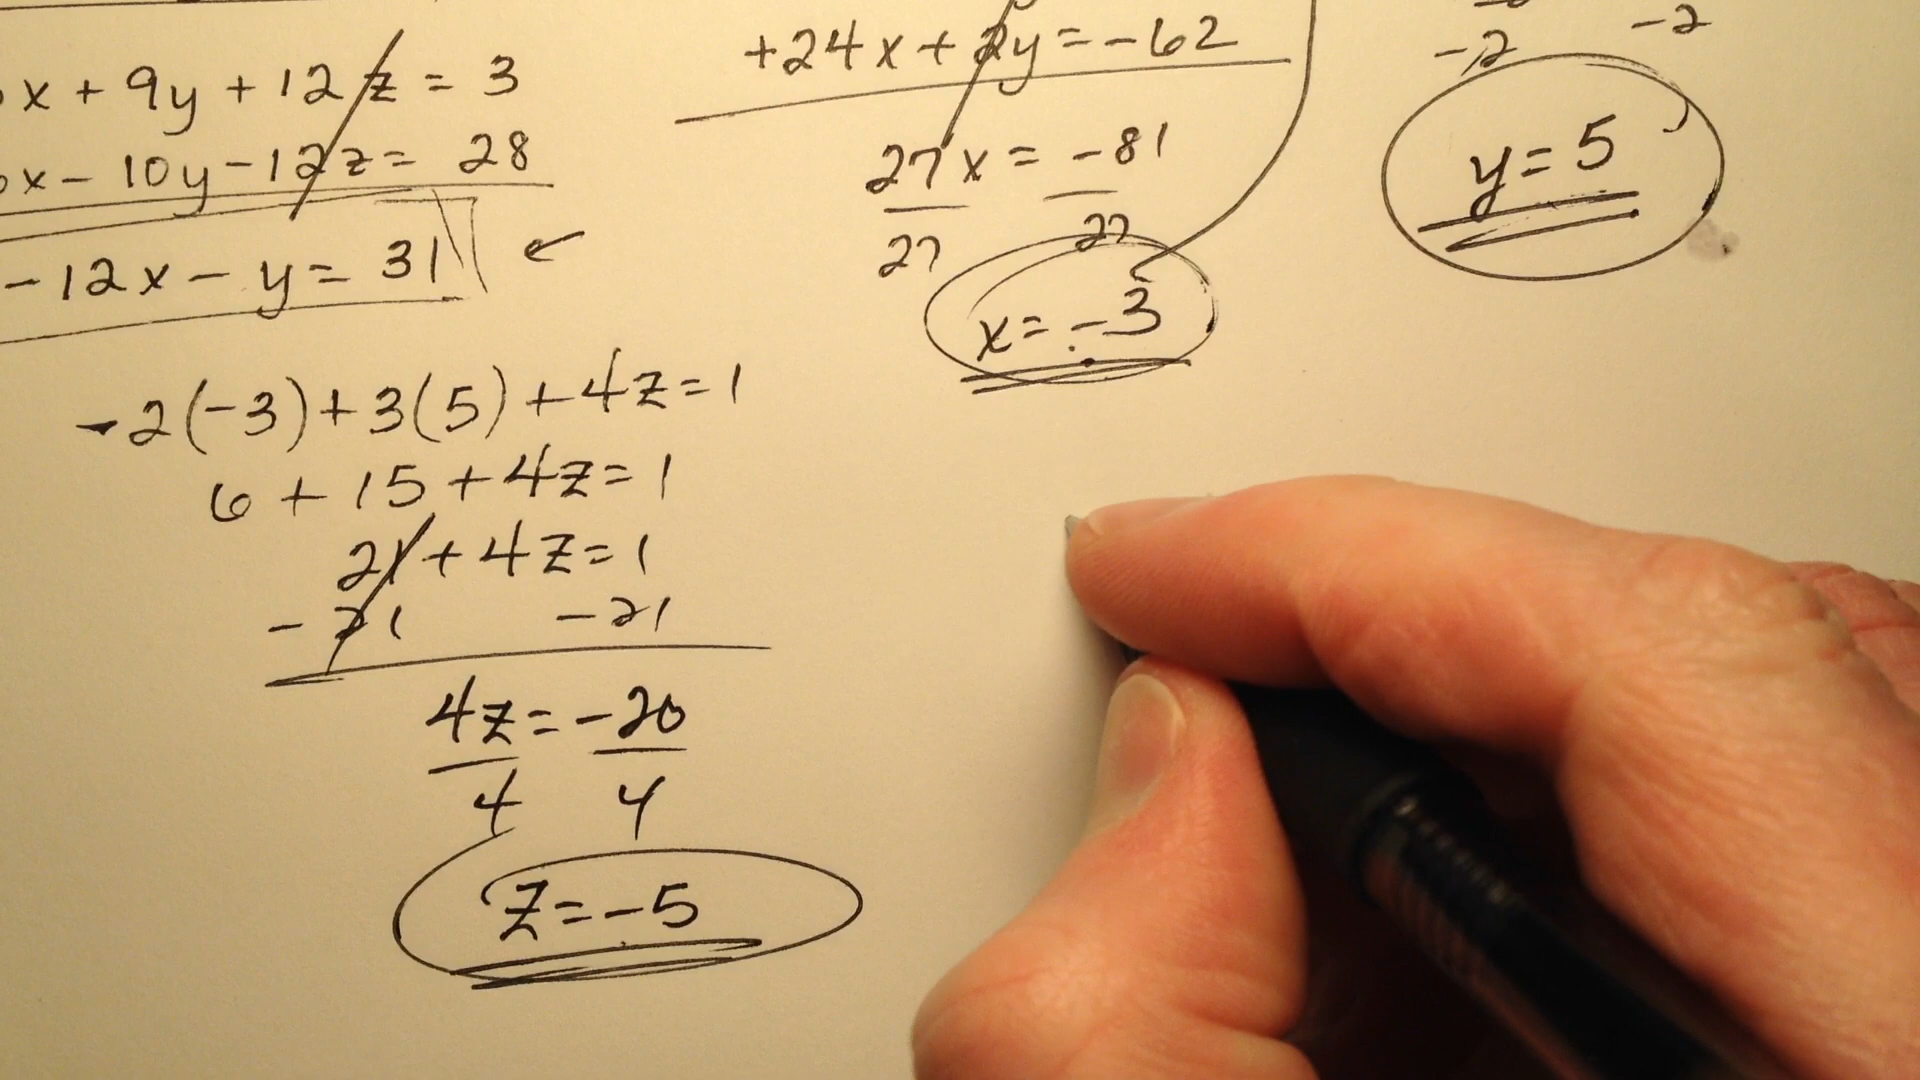 x + 9y + 12z = 3
x - 10y - 12z = 28
-12x - y = 31
+24x + 2y = -62
27x = -81
27 27
x = -3
-2 -2
y = 5
-2(-3) + 3(5) + 4z = 1
6 + 15 + 4z = 1
21 + 4z = 1
-21 -21
4z = -20
4 4
z = -5